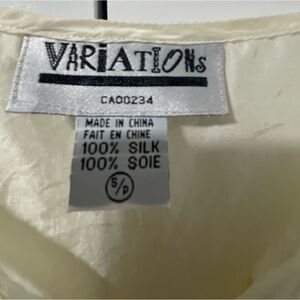 VARiATIONs
CA00234
MADE IN CHINA
FAIT EN CHINE
100% SILK
100% SOIE
S/P